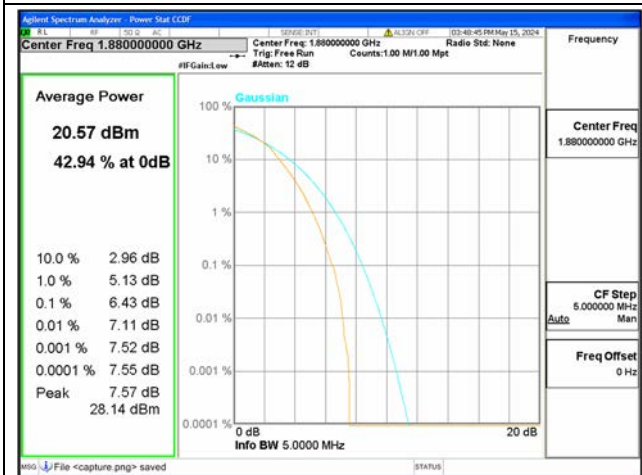 Agilent Spectrum Analyzer - Power Stat CCDF
RL RF 50 Ω AC SENSE:INT ALIGN OFF 03:48:45 PM May 15, 2024
Center Freq 1.880000000 GHz
Center Freq: 1.880000000 GHz Radio Std: None
Trig: Free Run Counts:1.00 M/1.00 Mpt
#IFGain:Low #Atten: 12 dB
Frequency
Average Power
20.57 dBm
42.94 % at 0dB
10.0 % 2.96 dB
1.0 % 5.13 dB
0.1 % 6.43 dB
0.01 % 7.11 dB
0.001 % 7.52 dB
0.0001 % 7.55 dB
Peak 7.57 dB
28.14 dBm
Gaussian
100 %
10 %
1 %
0.1 %
0.01 %
0.001 %
0.0001 %
0 dB 20 dB
Info BW 5.0000 MHz
Center Freq
1.880000000 GHz
CF Step
5.000000 MHz
Auto Man
Freq Offset
0 Hz
MSG File <capture.png> saved STATUS